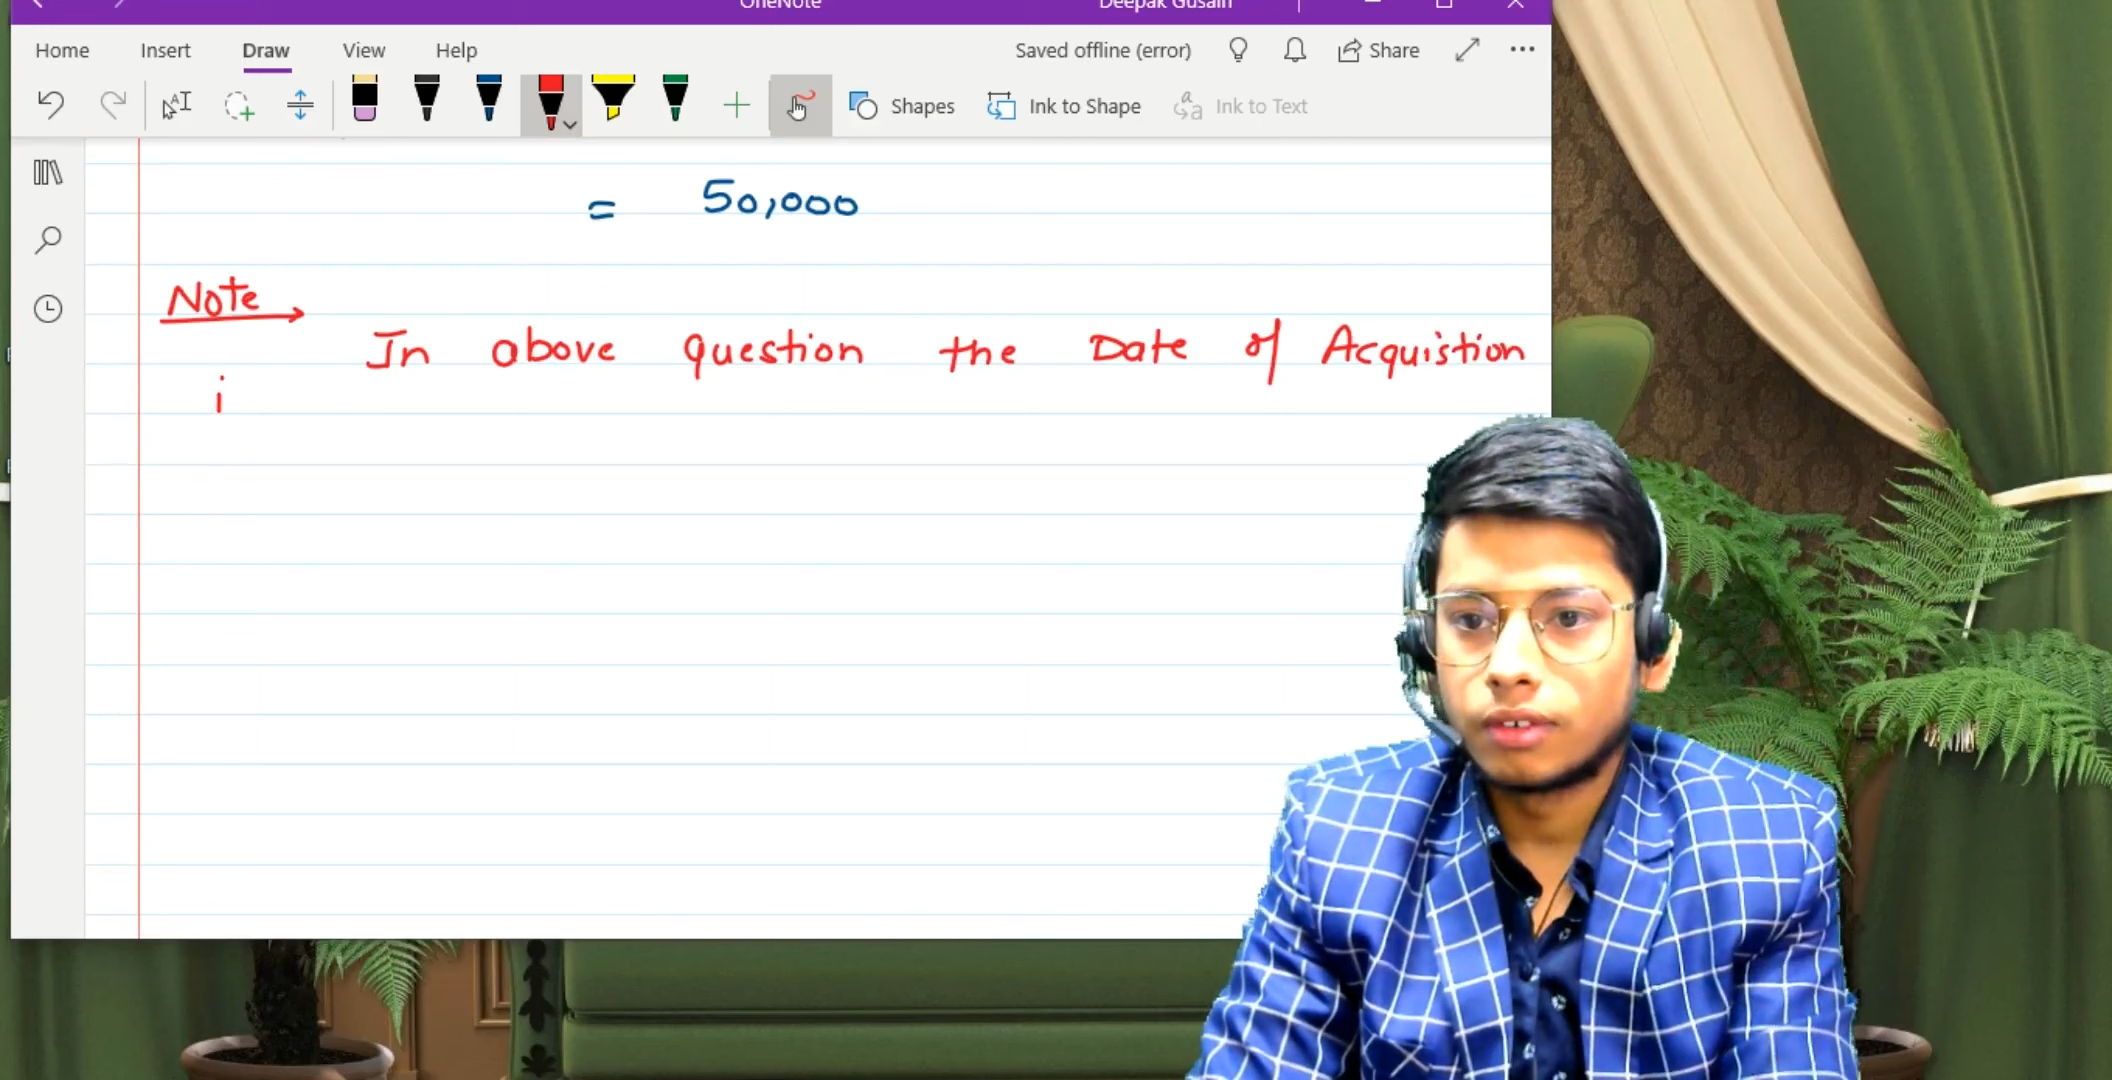 OneNote
Deepak Gusain
Home Insert Draw View Help
Saved offline (error) Share
Shapes Ink to Shape Ink to Text
= 50,000
Note
In above question the Date of Acquistion
i